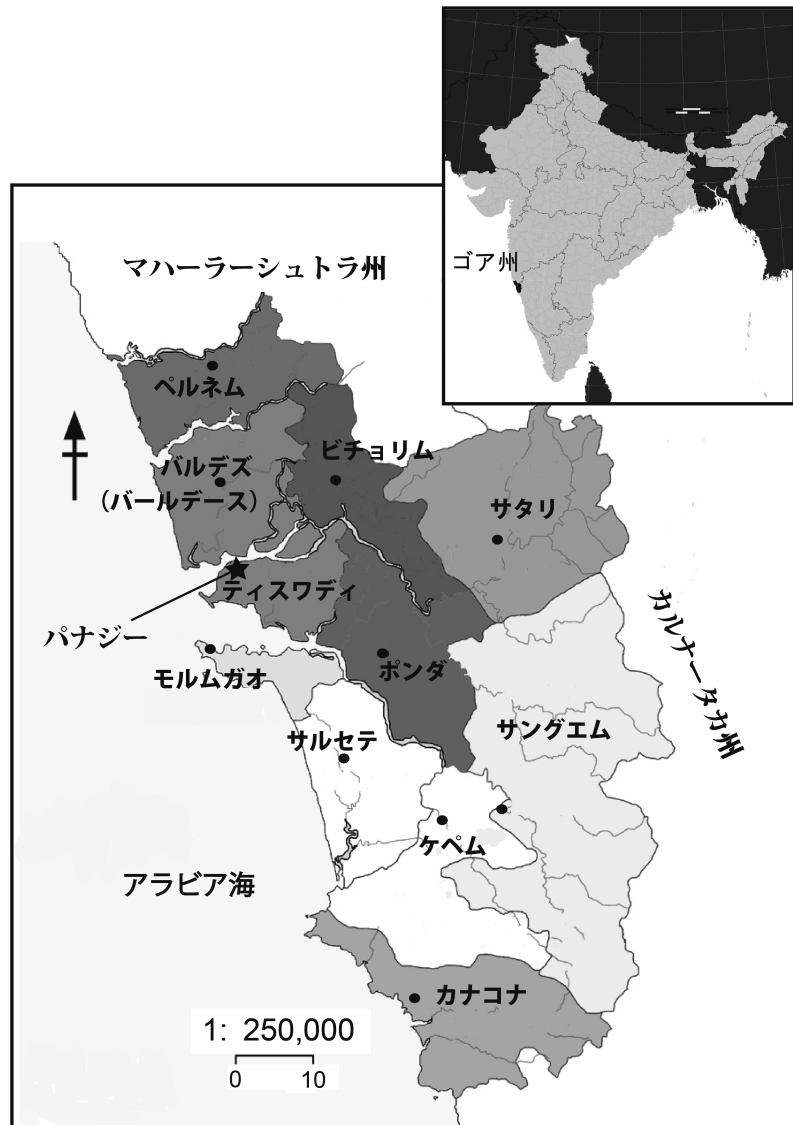 ゴア州
マハーラーシュトラ州
ペルネム
バルデズ
（バールデース）
ビチョリム
サタリ
ティスワディ
パナジー
モルムガオ
ポンダ
カルナータカ州
サングエム
サルセテ
ケペム
アラビア海
カナコナ
1: 250,000
0 10